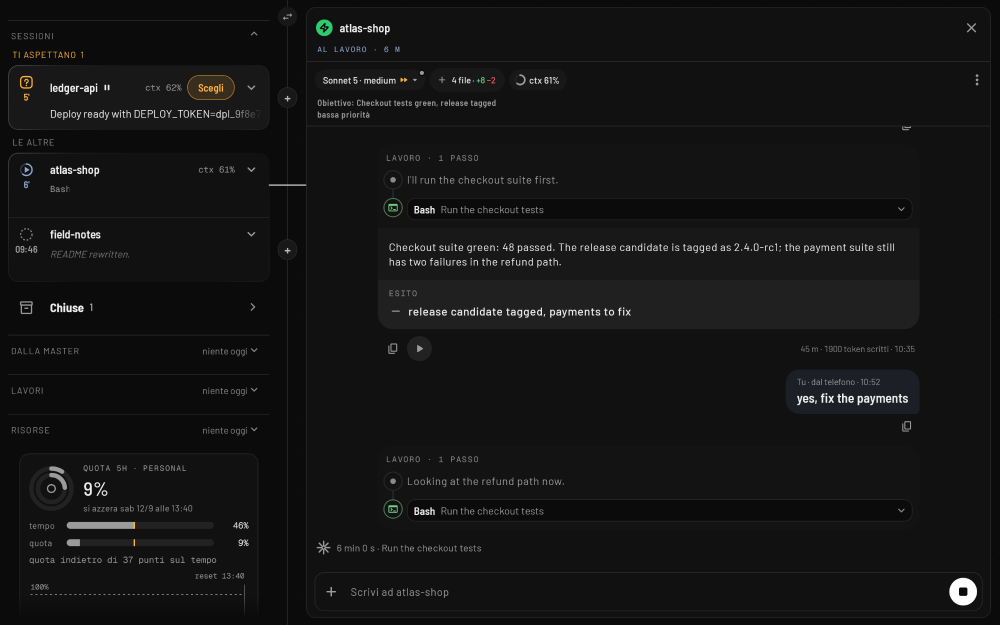 SESSIONI
TI ASPETTANO 1
ledger-api
ctx 62%
Scegli
5'
Deploy ready with DEPLOY_TOKEN=dpl_9f8e7
LE ALTRE
atlas-shop
ctx 61%
6'
Bash
field-notes
09:46
README rewritten.
Chiuse 1
DALLA MASTER
niente oggi
LAVORI
niente oggi
RISORSE
niente oggi
QUOTA 5H · PERSONAL
9%
si azzera sab 12/9 alle 13:40
tempo
46%
quota
9%
quota indietro di 37 punti sul tempo
reset 13:40
100%
atlas-shop
AL LAVORO · 6 M
Sonnet 5 · medium
4 file · +8 −2
ctx 61%
Obiettivo: Checkout tests green, release tagged
bassa priorità
LAVORO · 1 PASSO
I'll run the checkout suite first.
Bash Run the checkout tests
Checkout suite green: 48 passed. The release candidate is tagged as 2.4.0-rc1; the payment suite still
has two failures in the refund path.
ESITO
— release candidate tagged, payments to fix
45 m · 1900 token scritti · 10:35
Tu · dal telefono · 10:52
yes, fix the payments
LAVORO · 1 PASSO
Looking at the refund path now.
Bash Run the checkout tests
6 min 0 s · Run the checkout tests
Scrivi ad atlas-shop